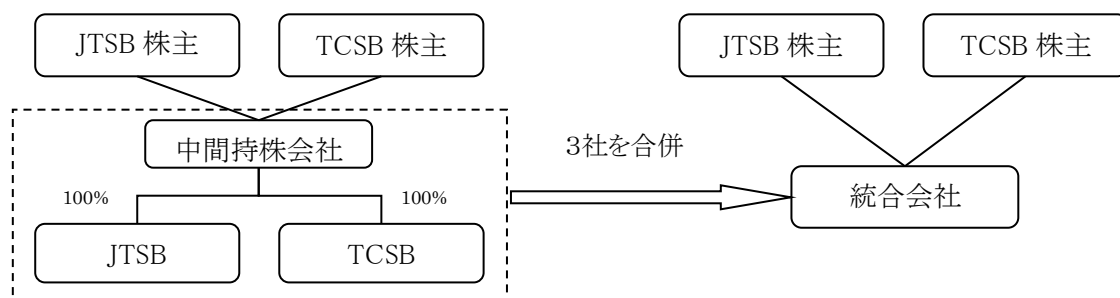 JTSB 株主
TCSB 株主
JTSB 株主
TCSB 株主
中間持株会社
3社を合併
100%
100%
統合会社
JTSB
TCSB